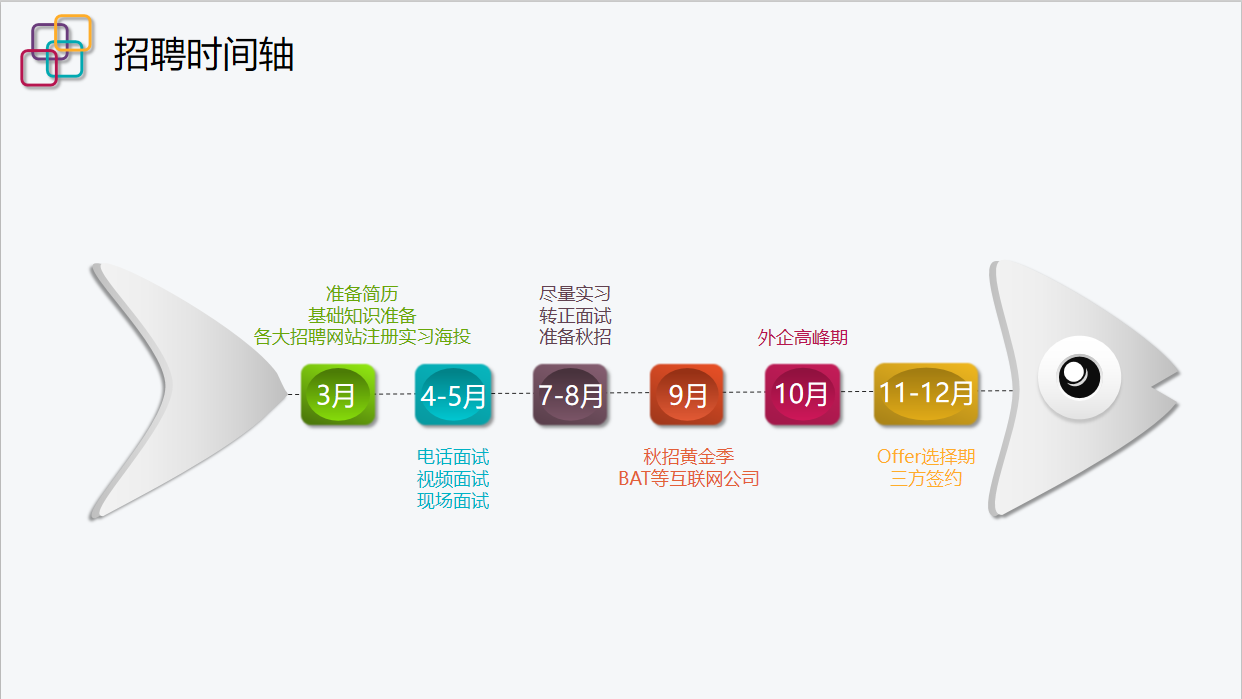 招聘时间轴
准备简历
基础知识准备
各大招聘网站注册实习海投
3月
4-5月
电话面试
视频面试
现场面试
尽量实习
转正面试
准备秋招
7-8月
9月
秋招黄金季
BAT等互联网公司
外企高峰期
10月
11-12月
Offer选择期
三方签约